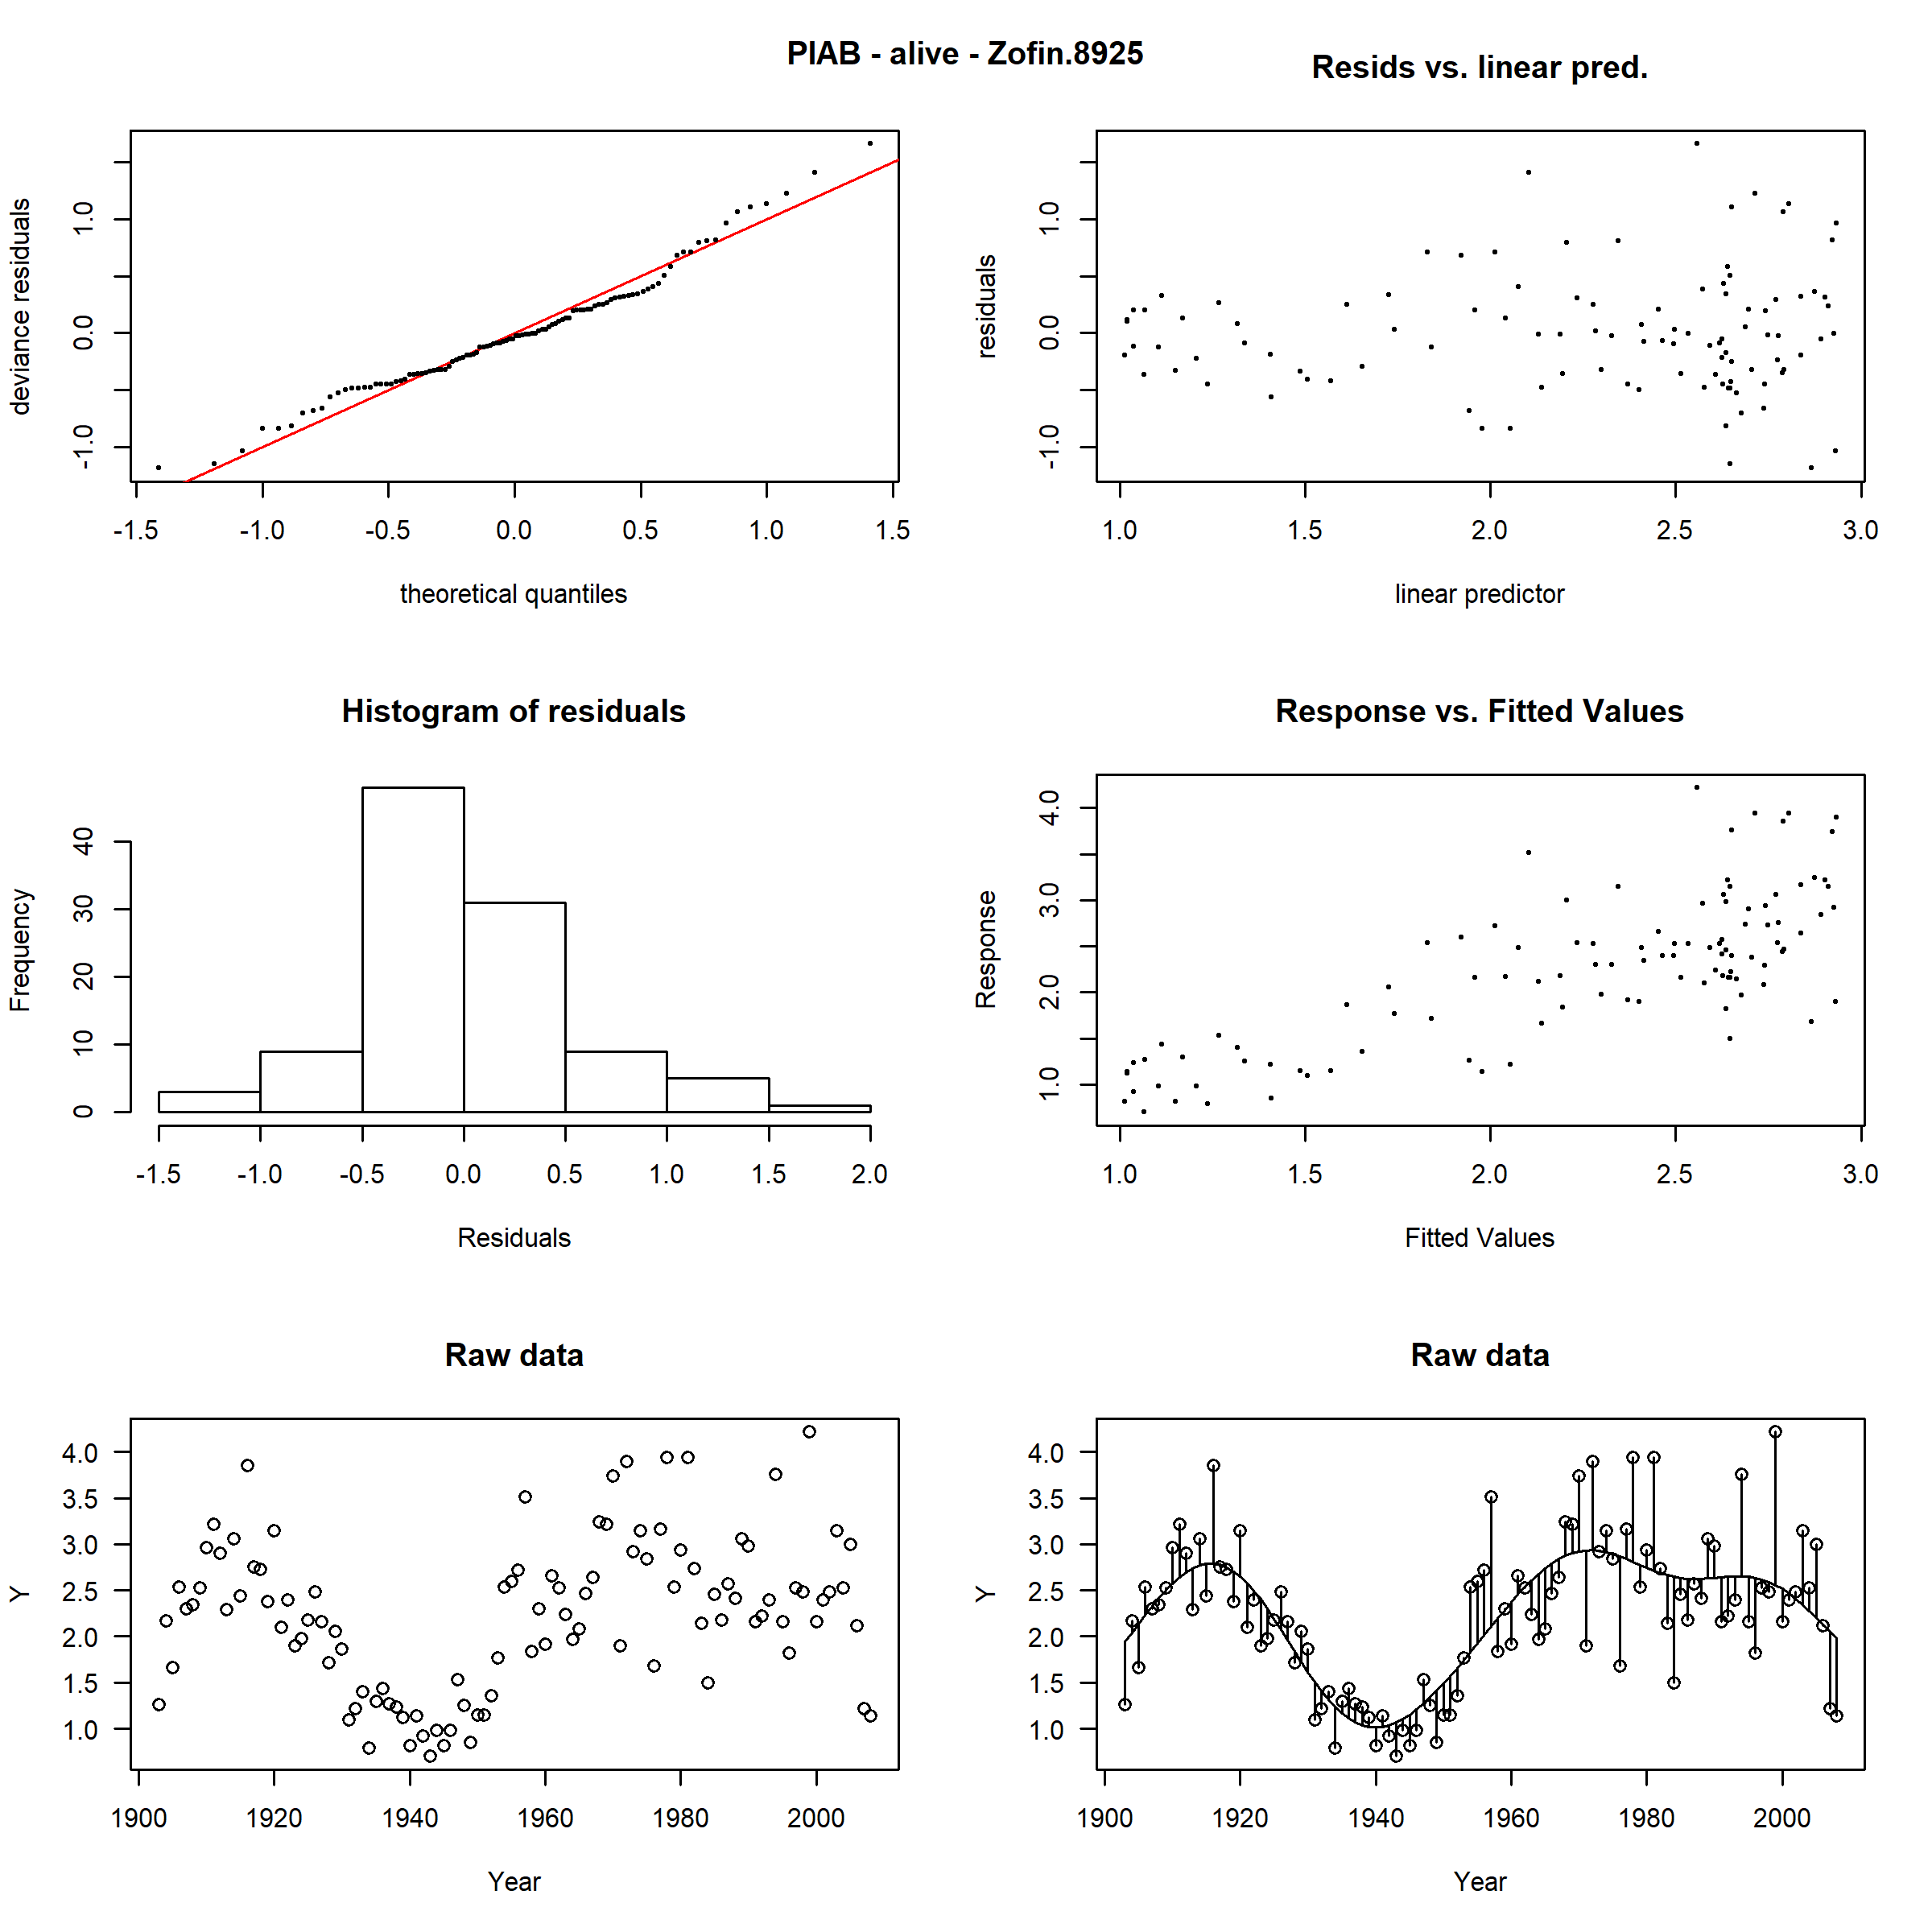 PIAB - alive - Zofin.8925
Resids vs. linear pred.
deviance residuals
-1.0 0.0 1.0
-1.5 -1.0 -0.5 0.0 0.5 1.0 1.5
theoretical quantiles
residuals
-1.0 0.0 1.0
1.0 1.5 2.0 2.5 3.0
linear predictor
Histogram of residuals
Frequency
0 10 20 30 40
-1.5 -1.0 -0.5 0.0 0.5 1.0 1.5 2.0
Residuals
Response vs. Fitted Values
Response
1.0 2.0 3.0 4.0
1.0 1.5 2.0 2.5 3.0
Fitted Values
Raw data
Y
4.0
3.5
3.0
2.5
2.0
1.5
1.0
1900 1920 1940 1960 1980 2000
Year
Raw data
Y
4.0
3.5
3.0
2.5
2.0
1.5
1.0
1900 1920 1940 1960 1980 2000
Year